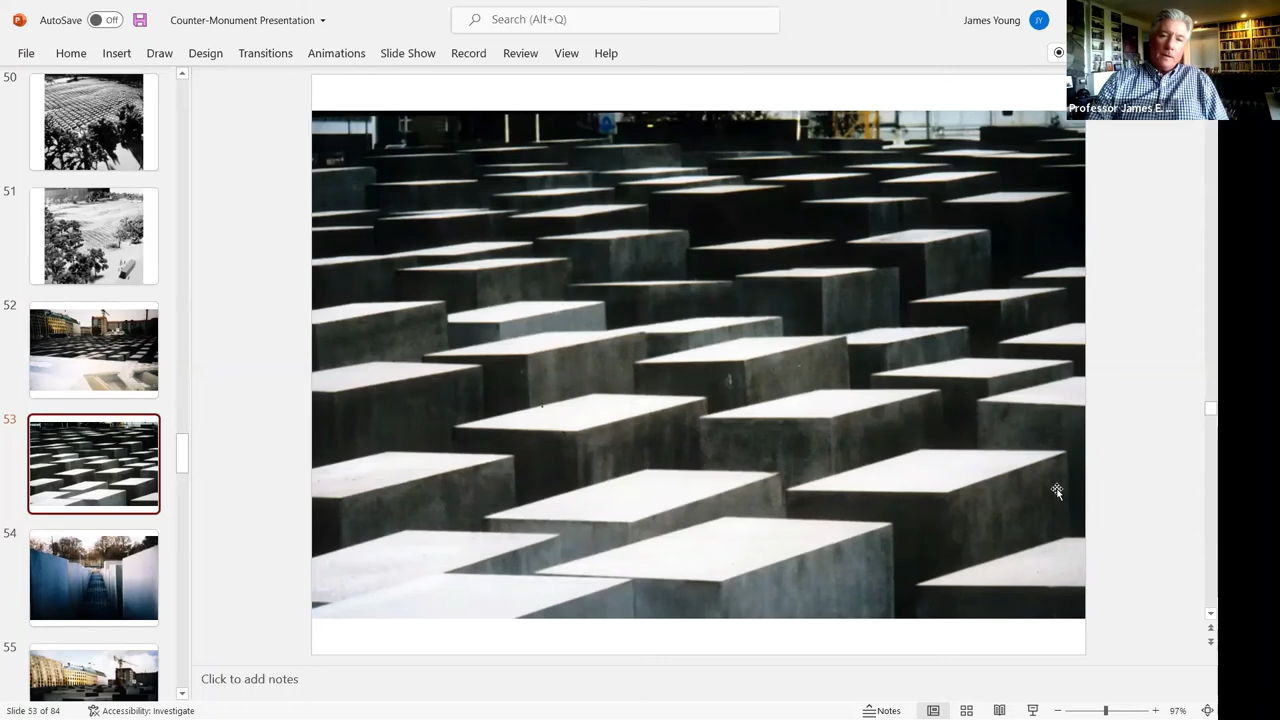 AutoSave Off Counter-Monument Presentation Search (Alt+Q) James Young JY
File Home Insert Draw Design Transitions Animations Slide Show Review View Help
Professor James E....
50
51
52
53
54
55
Click to add notes
Slide 53 of 84 Accessibility: Investigate Notes 97%